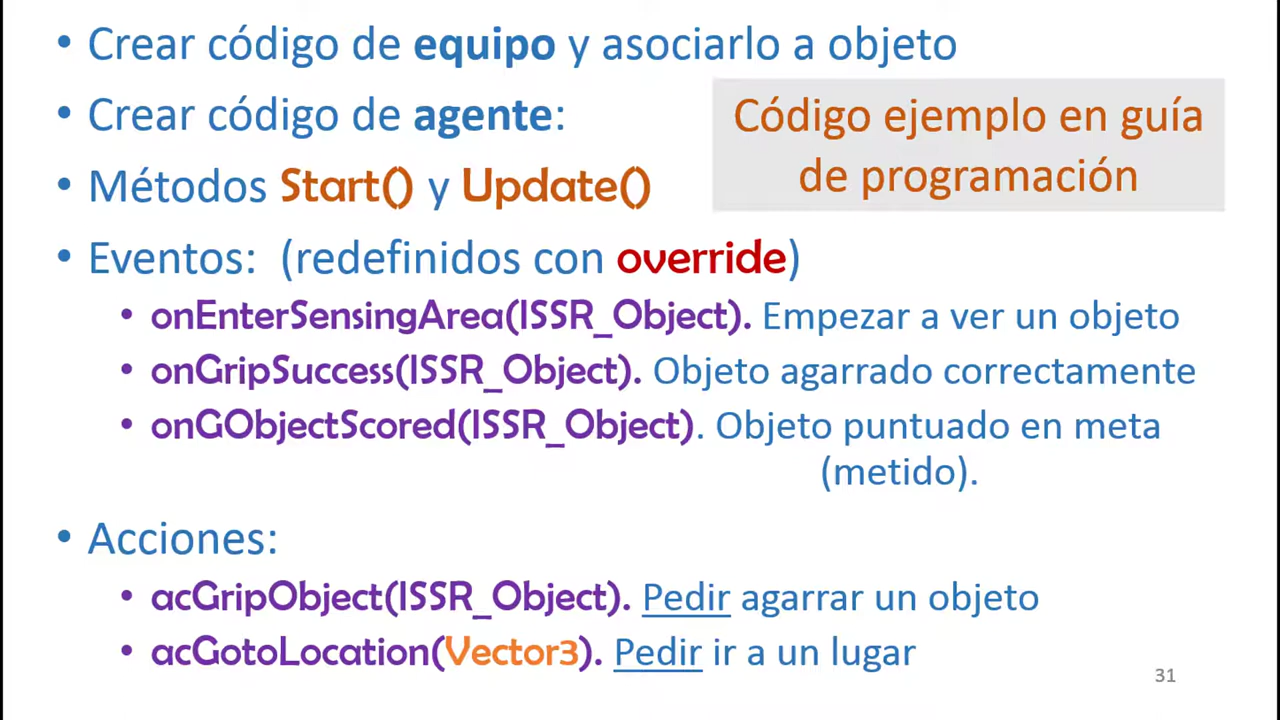 • Crear código de equipo y asociarlo a objeto
• Crear código de agente:
Código ejemplo en guía
de programación
• Métodos Start() y Update()
• Eventos: (redefinidos con override)
• onEnterSensingArea(ISSR_Object). Empezar a ver un objeto
• onGripSuccess(ISSR_Object). Objeto agarrado correctamente
• onGObjectScored(ISSR_Object). Objeto puntuado en meta
(metido).
• Acciones:
• acGripObject(ISSR_Object). Pedir agarrar un objeto
• acGotoLocation(Vector3). Pedir ir a un lugar
31